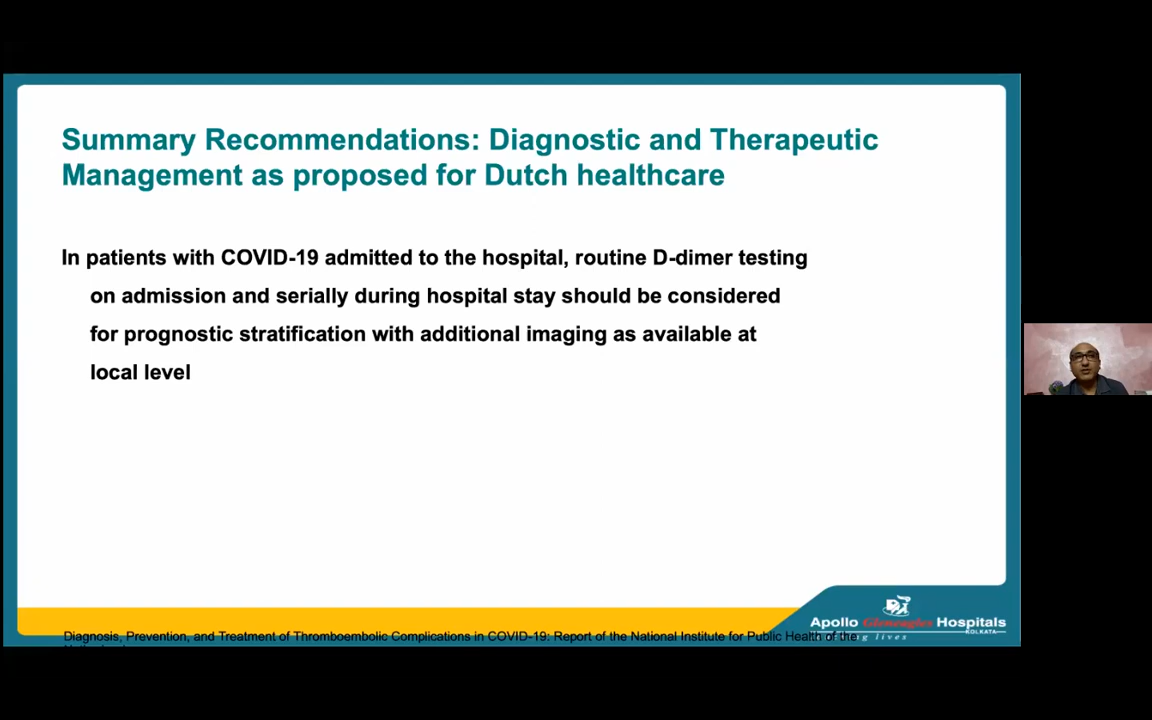 Summary Recommendations: Diagnostic and Therapeutic
Management as proposed for Dutch healthcare
In patients with COVID-19 admitted to the hospital, routine D-dimer testing
on admission and serially during hospital stay should be considered
for prognostic stratification with additional imaging as available at
local level
Apollo Gleneagles Hospitals
KOLKATA
lives
Diagnosis, Prevention, and Treatment of Thromboembolic Complications in COVID-19: Report of the National Institute for Public Health of the